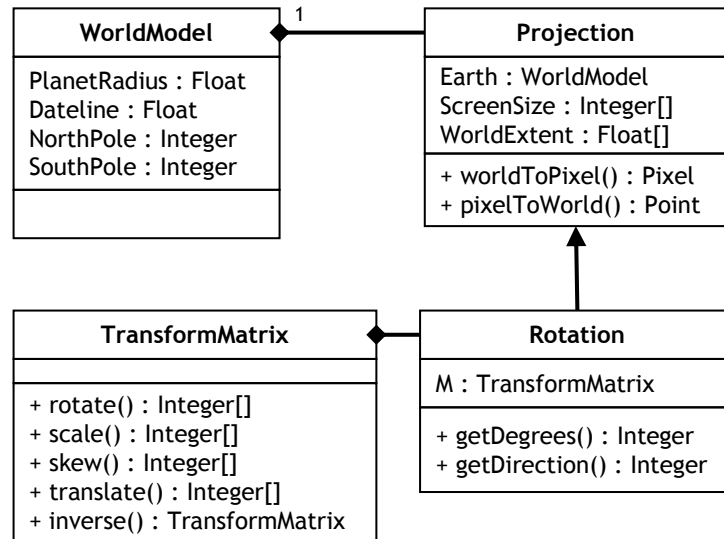 WorldModel
PlanetRadius : Float
Dateline : Float
NorthPole : Integer
SouthPole : Integer
1
Projection
Earth : WorldModel
ScreenSize : Integer[]
WorldExtent : Float[]
+ worldToPixel() : Pixel
+ pixelToWorld() : Point
TransformMatrix
+ rotate() : Integer[]
+ scale() : Integer[]
+ skew() : Integer[]
+ translate() : Integer[]
+ inverse() : TransformMatrix
Rotation
M : TransformMatrix
+ getDegrees() : Integer
+ getDirection() : Integer